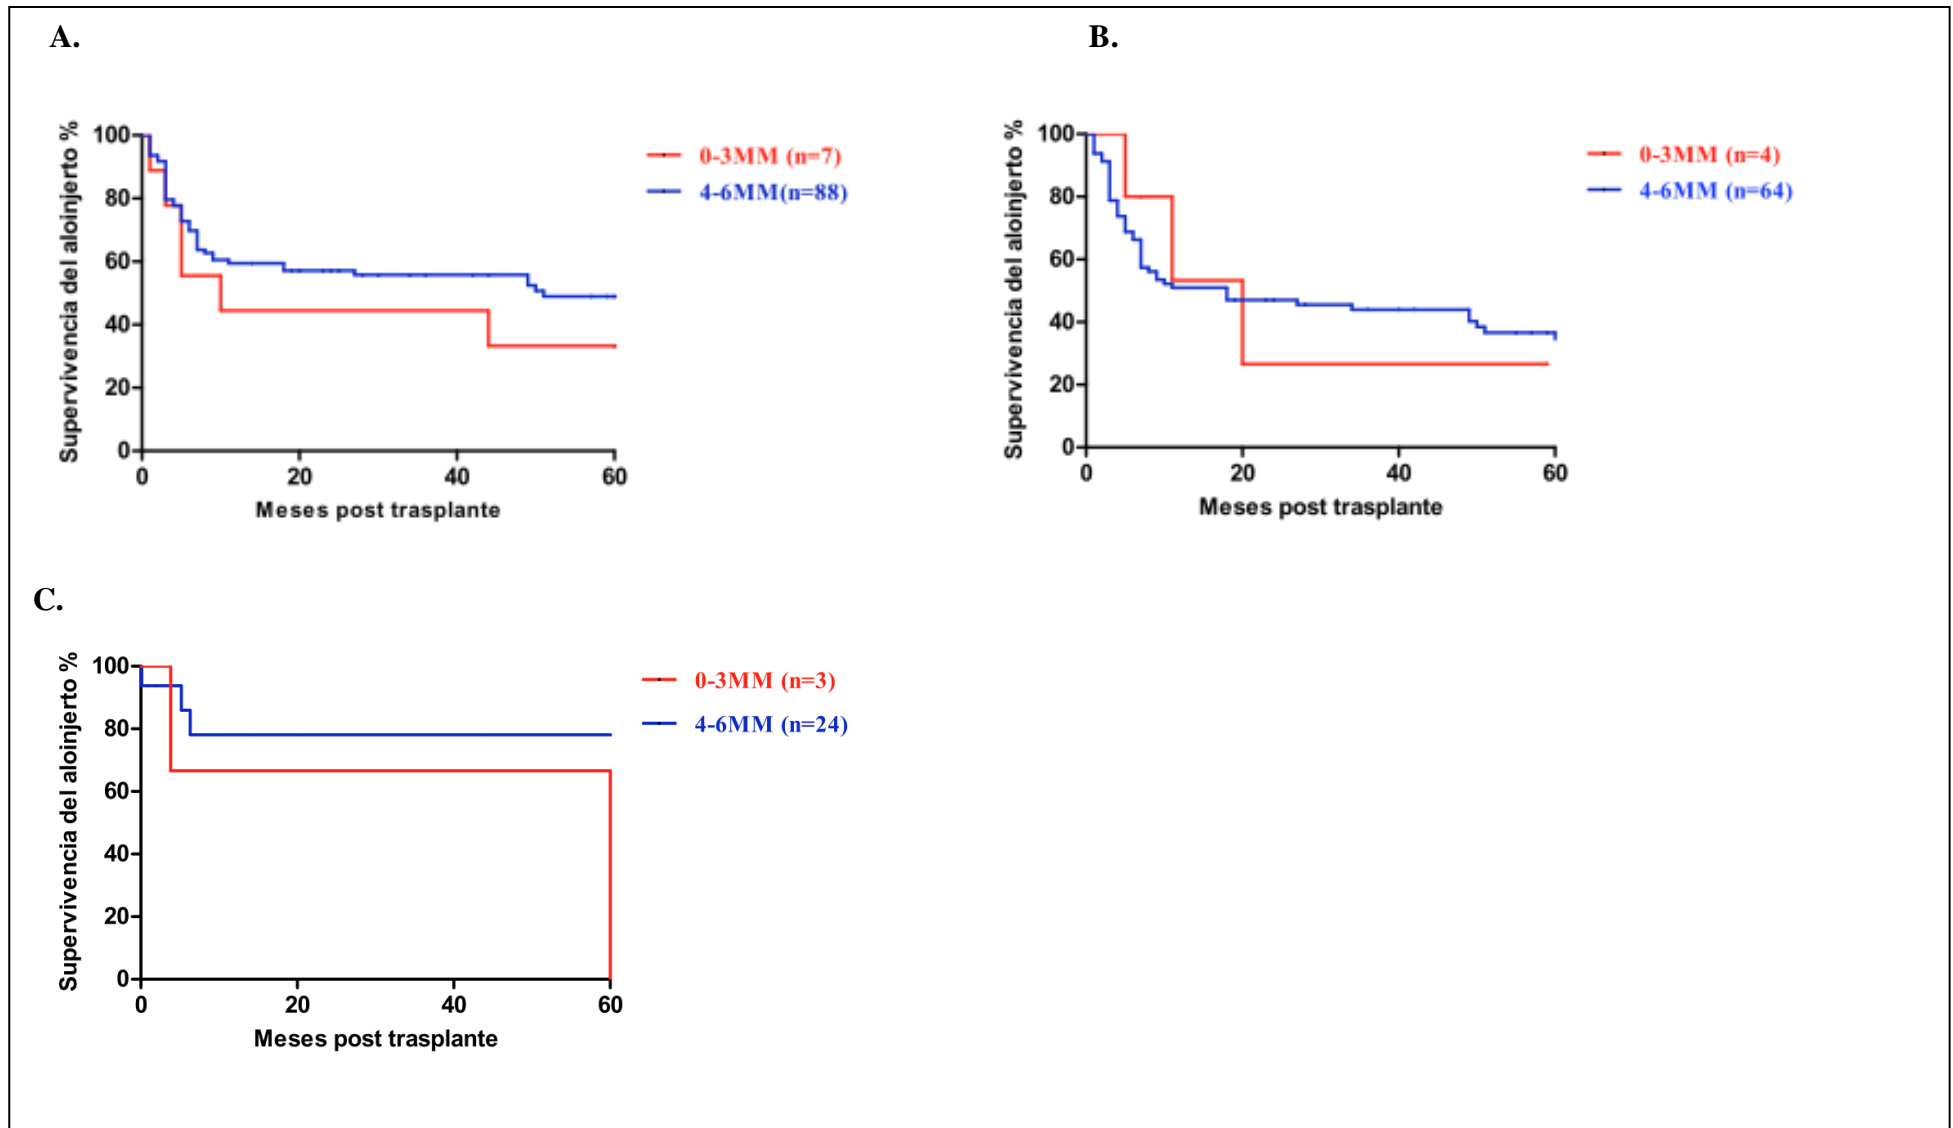 A.
Supervivencia del aloinjerto %
100
80
60
40
20
0
0 20 40 60
Meses post trasplante
0-3MM (n=7)
4-6MM(n=88)
B.
Supervivencia del aloinjerto %
100
80
60
40
20
0
0 20 40 60
Meses post trasplante
0-3MM (n=4)
4-6MM (n=64)
C.
Supervivencia del aloinjerto %
100
80
60
40
20
0
0 20 40 60
Meses post trasplante
0-3MM (n=3)
4-6MM (n=24)